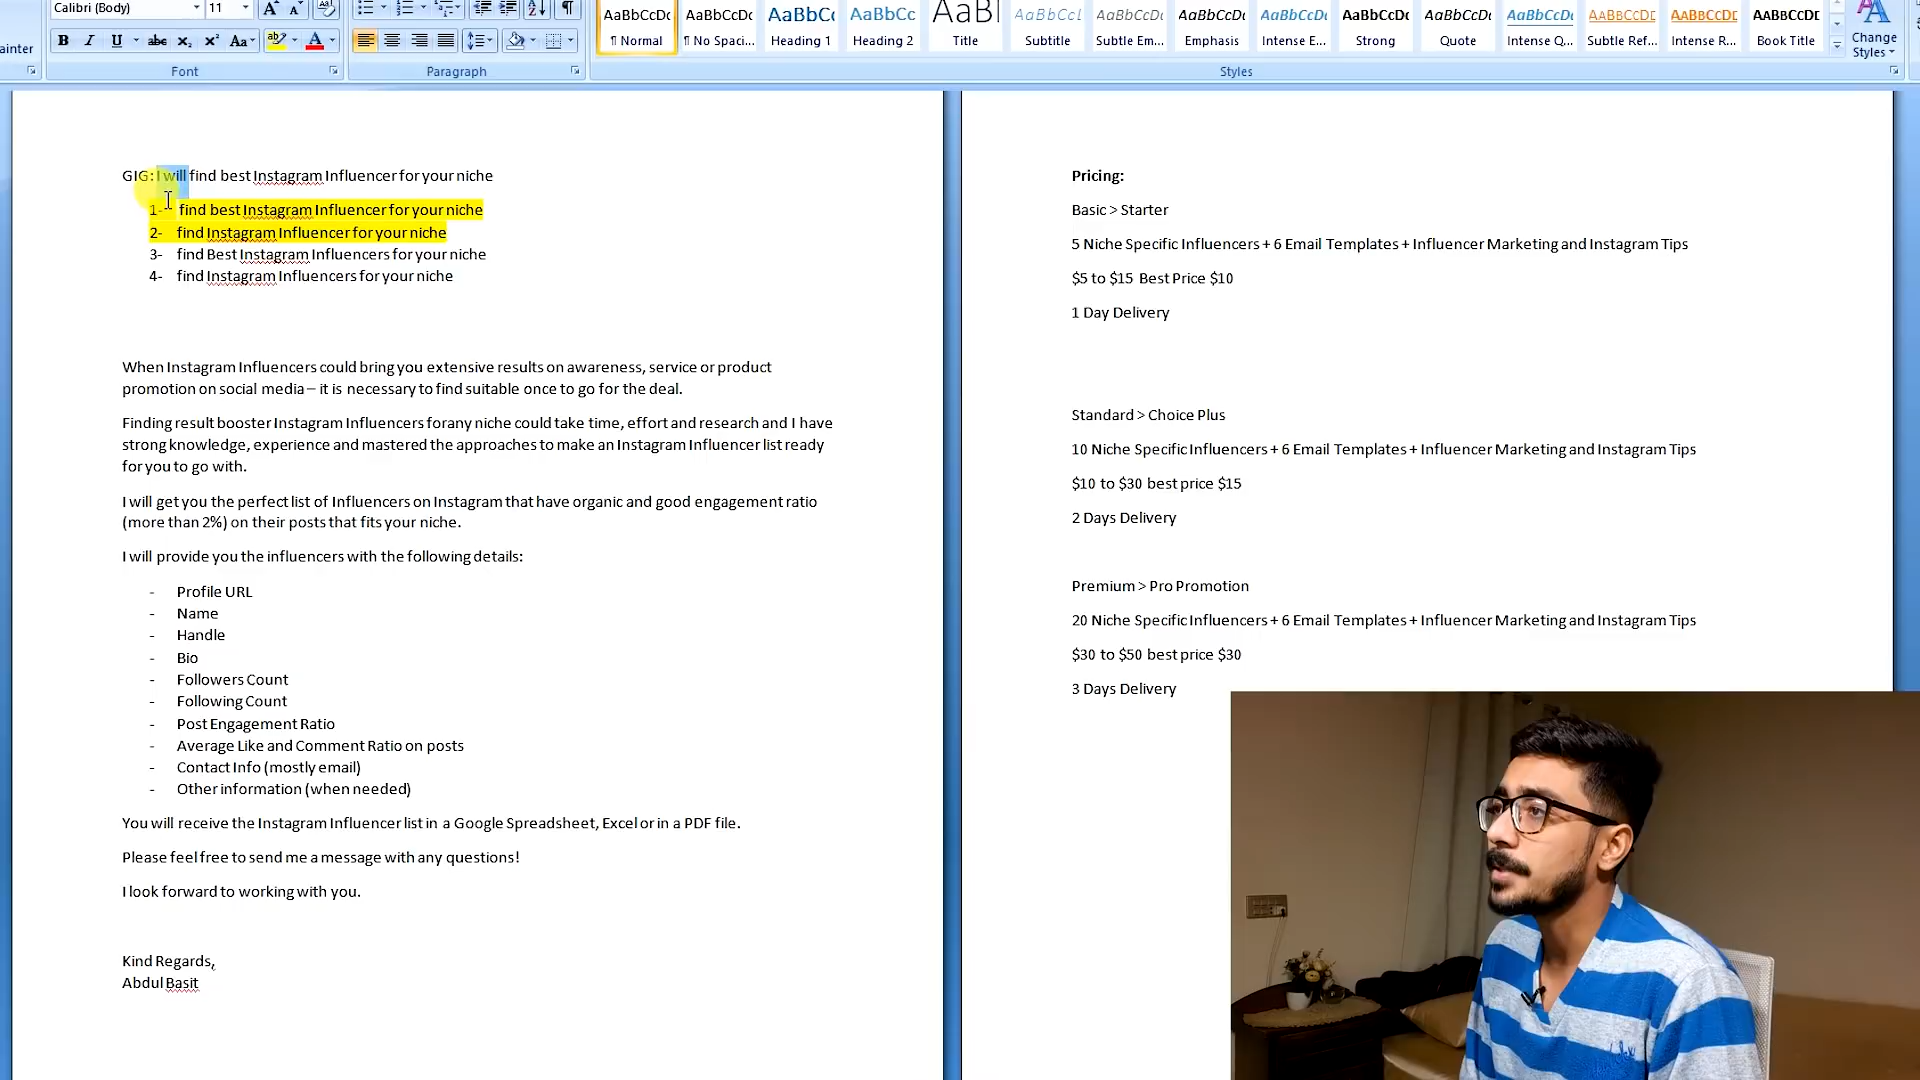 Calibri (Body)
11
ainter
B I U abc x₂ x² Aa
AaBbCcDc
AaBbCcDc
AaBbC(
AaBbCc
AaBl
AaBbCcL
AaBbCcDt
AaBbCcDt
AaBbCcDt
AaBbCcDc
AaBbCcDt
AaBbCcDt
AABBCCDE
AABBCCDE
AABBCCDE
¶ Normal
¶ No Spaci...
Heading 1
Heading 2
Title
Subtitle
Subtle Em...
Emphasis
Intense E...
Strong
Quote
Intense Q...
Subtle Ref...
Intense R...
Book Title
Change
Styles
Font
Paragraph
Styles
GIG: I will find best Instagram Influencer for your niche
1- find best Instagram Influencer for your niche
2- find Instagram Influencer for your niche
3- find Best Instagram Influencers for your niche
4- find Instagram Influencers for your niche
When Instagram Influencers could bring you extensive results on awareness, service or product
promotion on social media – it is necessary to find suitable once to go for the deal.
Finding result booster Instagram Influencers forany niche could take time, effort and research and I have
strong knowledge, experience and mastered the approaches to make an Instagram Influencer list ready
for you to go with.
I will get you the perfect list of Influencers on Instagram that have organic and good engagement ratio
(more than 2%) on their posts that fits your niche.
I will provide you the influencers with the following details:
- Profile URL
- Name
- Handle
- Bio
- Followers Count
- Following Count
- Post Engagement Ratio
- Average Like and Comment Ratio on posts
- Contact Info (mostly email)
- Other information (when needed)
You will receive the Instagram Influencer list in a Google Spreadsheet, Excel or in a PDF file.
Please feel free to send me a message with any questions!
I look forward to working with you.
Kind Regards,
Abdul Basit
Pricing:
Basic > Starter
5 Niche Specific Influencers + 6 Email Templates + Influencer Marketing and Instagram Tips
$5 to $15 Best Price $10
1 Day Delivery
Standard > Choice Plus
10 Niche Specific Influencers + 6 Email Templates + Influencer Marketing and Instagram Tips
$10 to $30 best price $15
2 Days Delivery
Premium > Pro Promotion
20 Niche Specific Influencers + 6 Email Templates + Influencer Marketing and Instagram Tips
$30 to $50 best price $30
3 Days Delivery